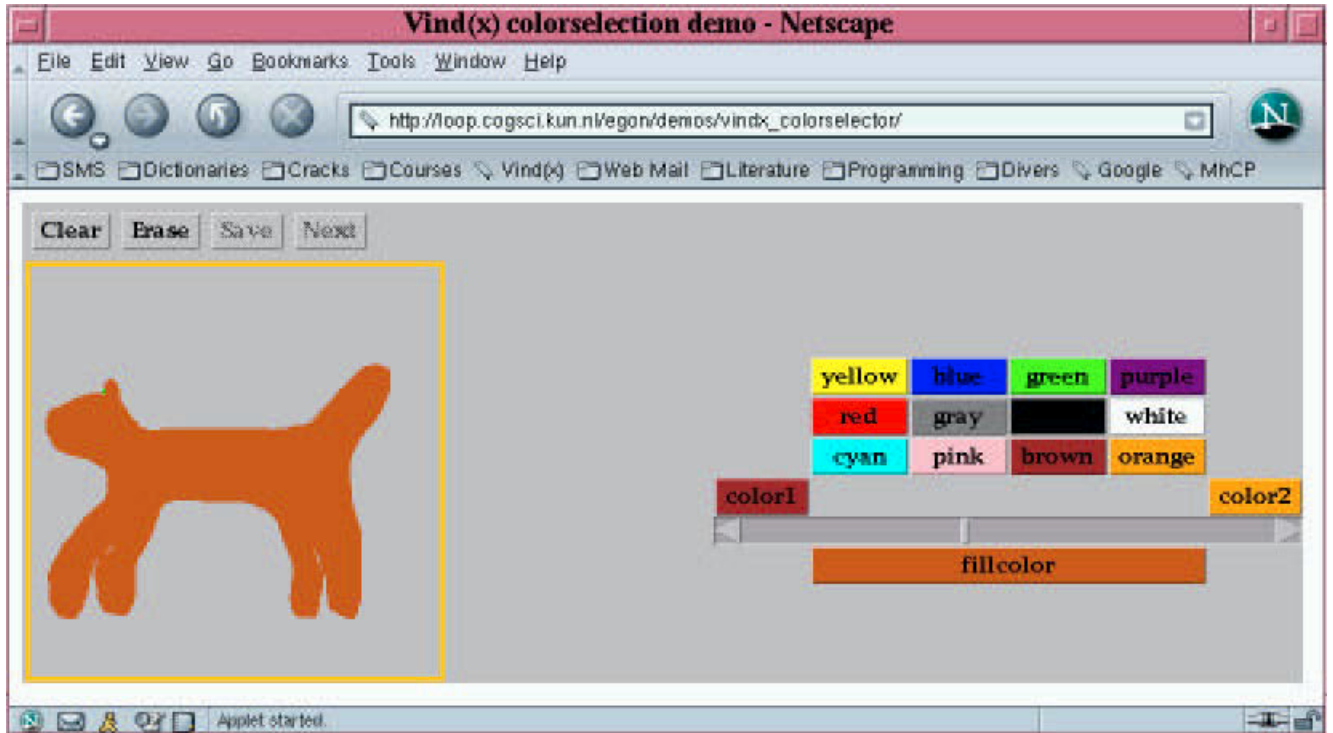 Vind(x) colorselection demo - Netscape
File Edit View Go Bookmarks Tools Window Help
http://loop.cogsci.kun.nl/egon/demos/vindx_colorselector/
N
SMS Dictionaries Cracks Courses Vind(x) Web Mail Literature Programming Divers Google MhCP
Clear Erase Save Next
yellow blue green purple
red gray white
cyan pink brown orange
color1 color2
fillcolor
Applet started.